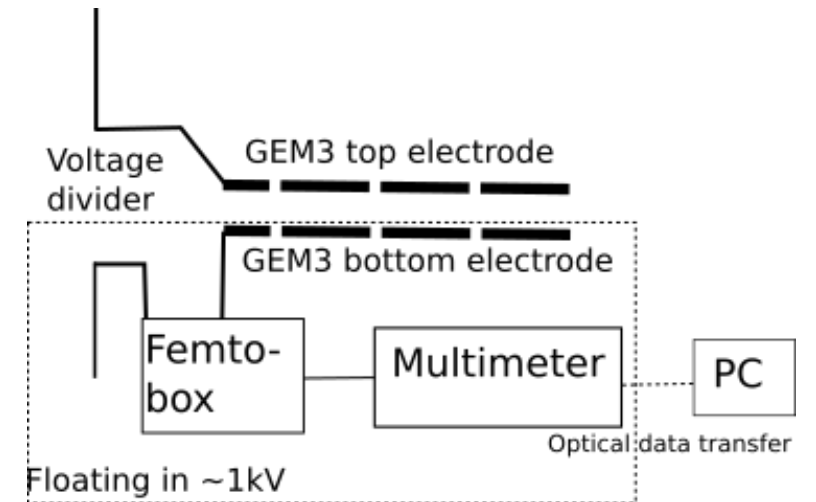 GEM3 top electrode
Voltage
divider
GEM3 bottom electrode
Femto-
box
Multimeter
PC
Optical data transfer
Floating in ~1kV